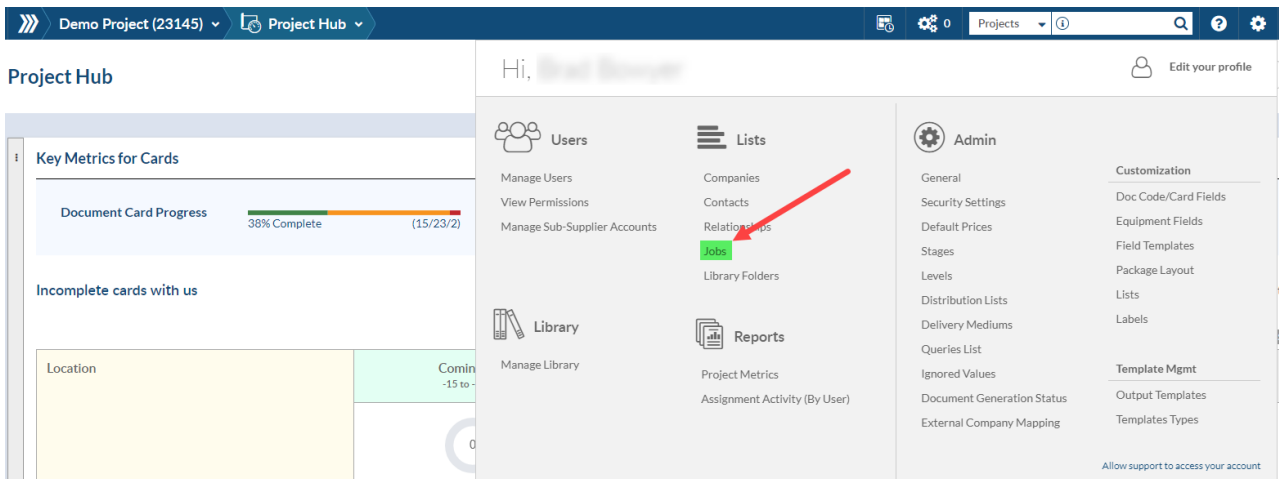 Demo Project (23145)
Project Hub
0
Projects
Project Hub
Hi,
Edit your profile
Key Metrics for Cards
Document Card Progress
38% Complete
(15/23/2)
Incomplete cards with us
Location
Comin
-15 to -
0
Users
Manage Users
View Permissions
Manage Sub-Supplier Accounts
Library
Manage Library
Lists
Companies
Contacts
Relationships
Jobs
Library Folders
Reports
Project Metrics
Assignment Activity (By User)
Admin
General
Security Settings
Default Prices
Stages
Levels
Distribution Lists
Delivery Mediums
Queries List
Ignored Values
Document Generation Status
External Company Mapping
Customization
Doc Code/Card Fields
Equipment Fields
Field Templates
Package Layout
Lists
Labels
Template Mgmt
Output Templates
Templates Types
Allow support to access your account